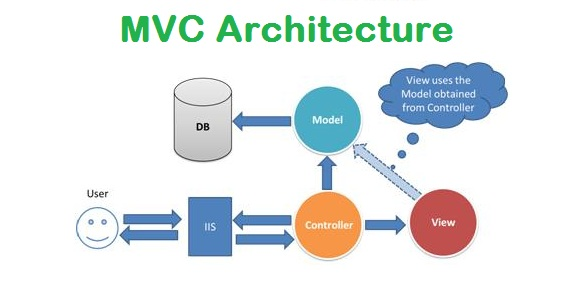 MVC Architecture
View uses the
Model obtained
from Controller
DB
Model
User
IIS
Controller
View